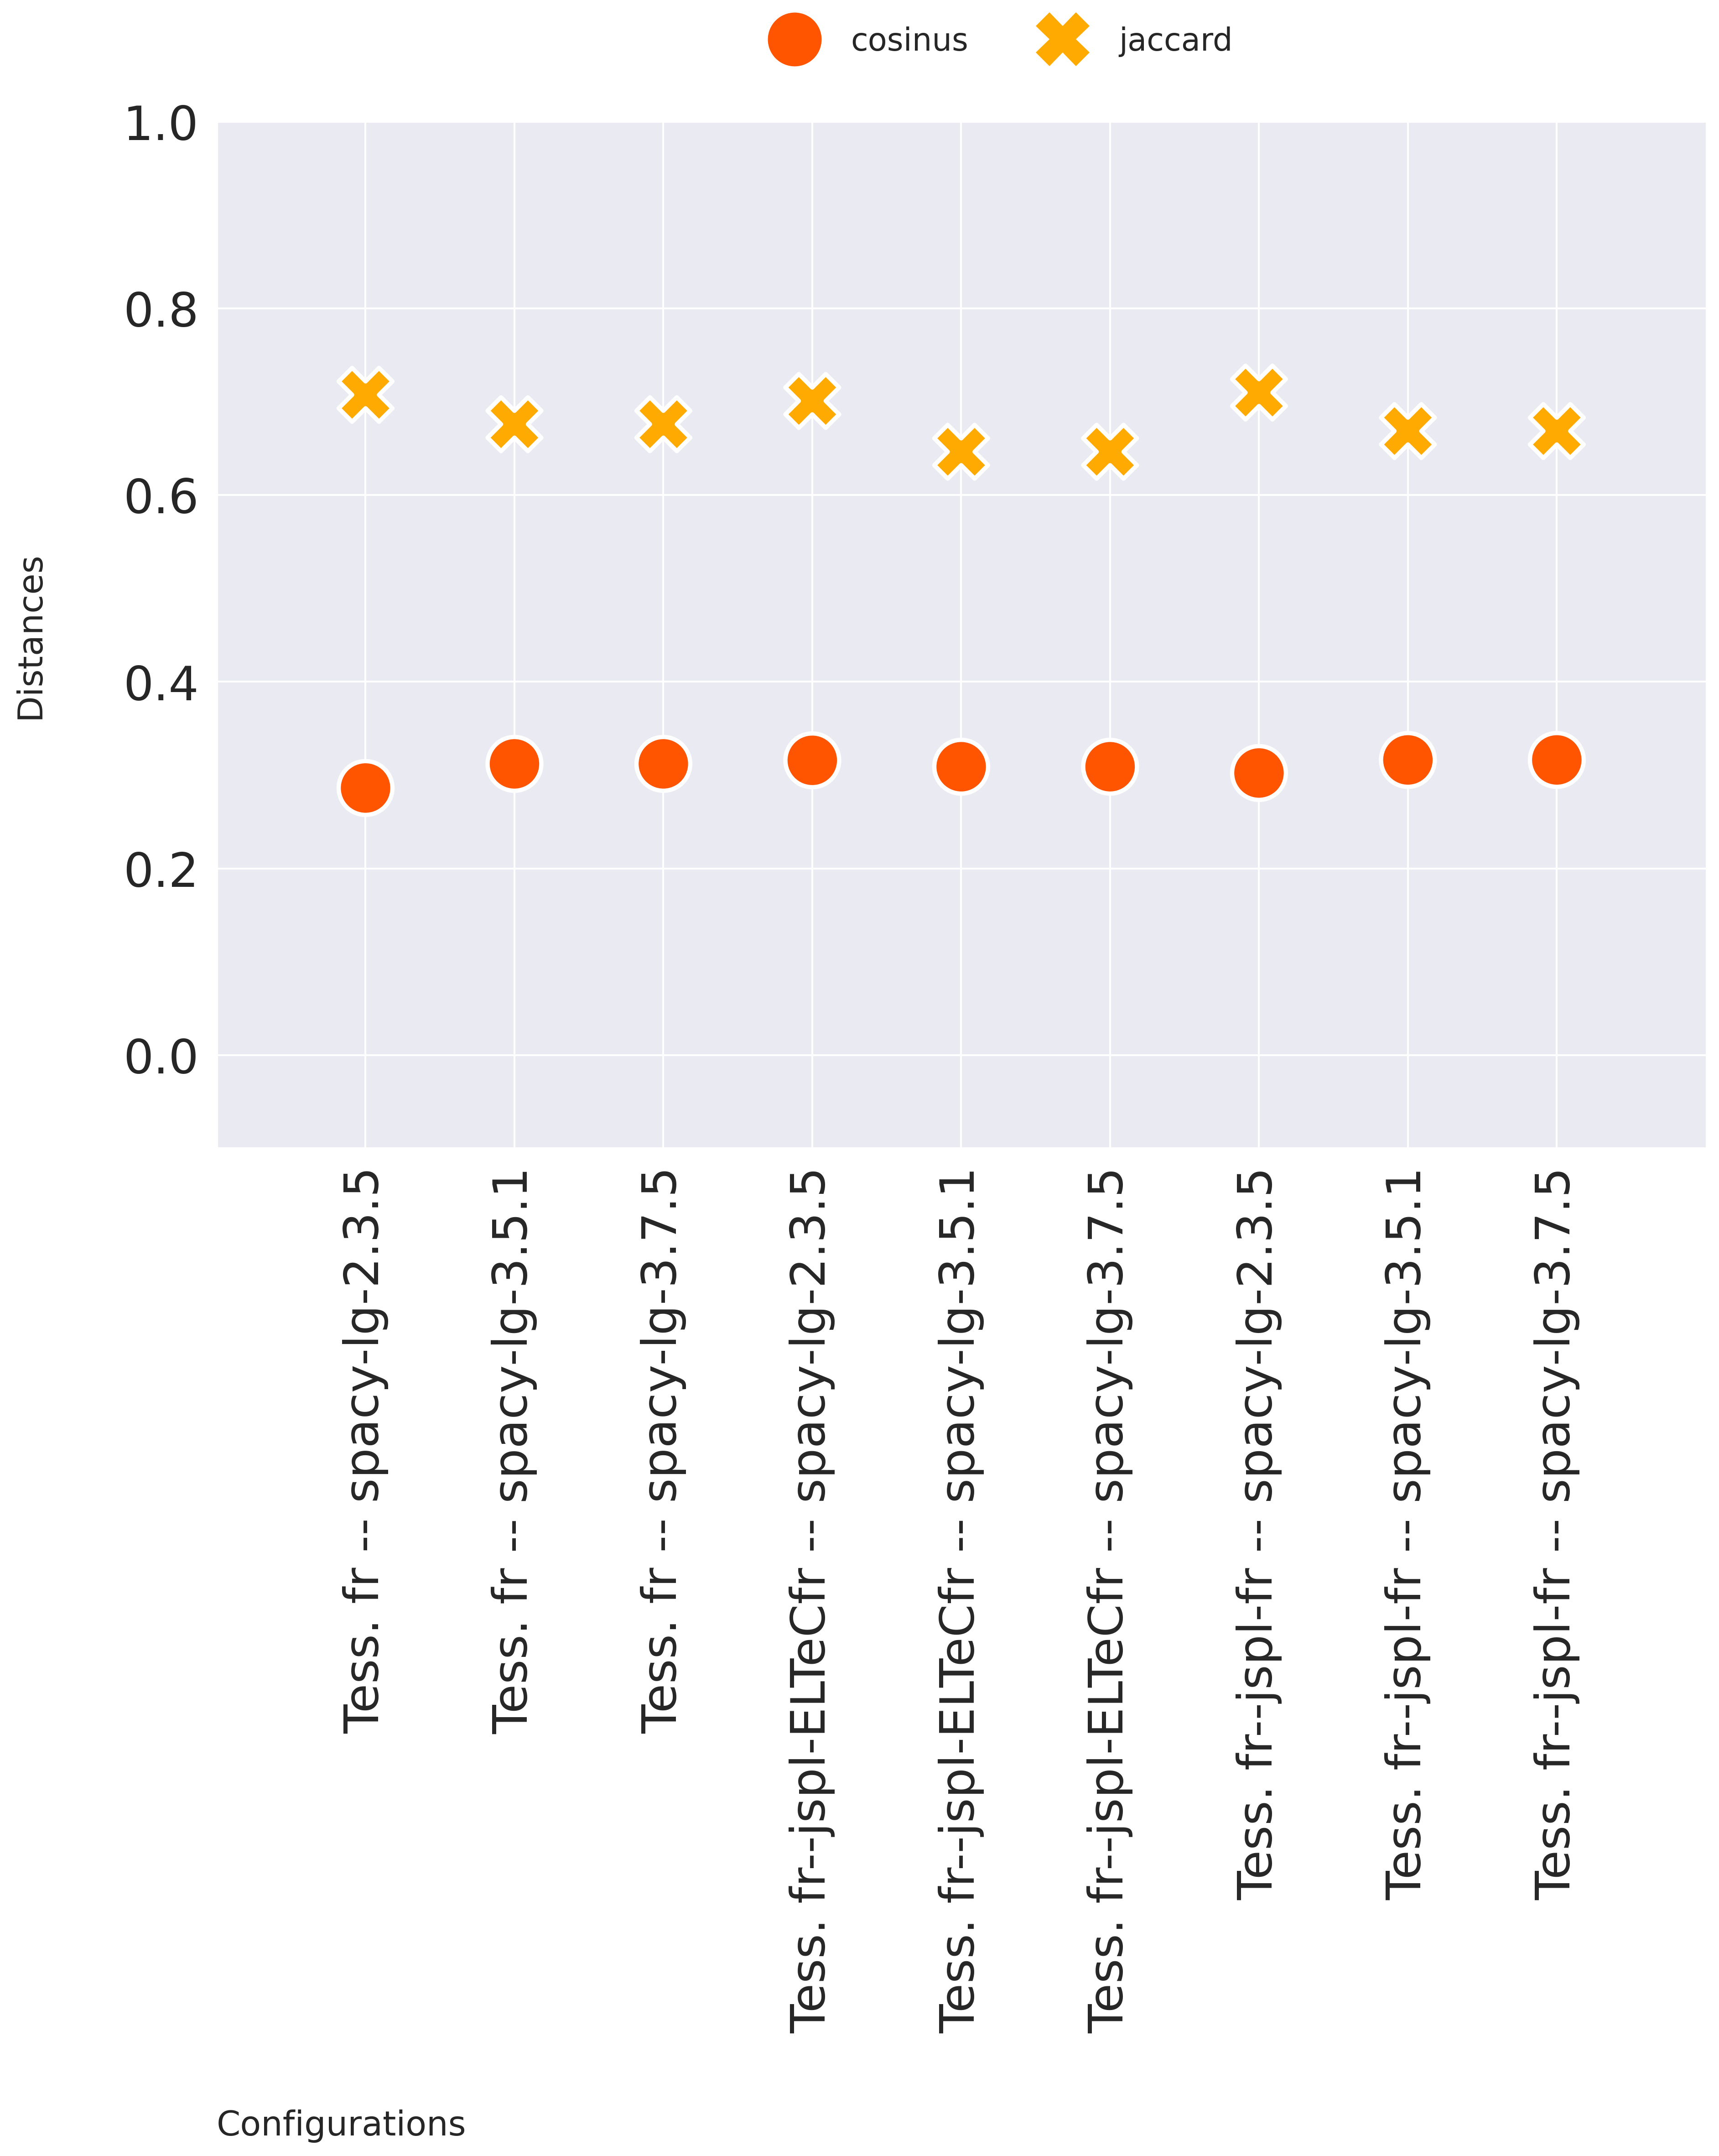 cosinus jaccard
1.0
0.8
0.6
0.4
0.2
0.0
Distances
Tess. fr -- spacy-lg-2.3.5
Tess. fr -- spacy-lg-3.5.1
Tess. fr -- spacy-lg-3.7.5
Tess. fr--jspl-ELTeCfr -- spacy-lg-2.3.5
Tess. fr--jspl-ELTeCfr -- spacy-lg-3.5.1
Tess. fr--jspl-ELTeCfr -- spacy-lg-3.7.5
Tess. fr--jspl-fr -- spacy-lg-2.3.5
Tess. fr--jspl-fr -- spacy-lg-3.5.1
Tess. fr--jspl-fr -- spacy-lg-3.7.5
Configurations